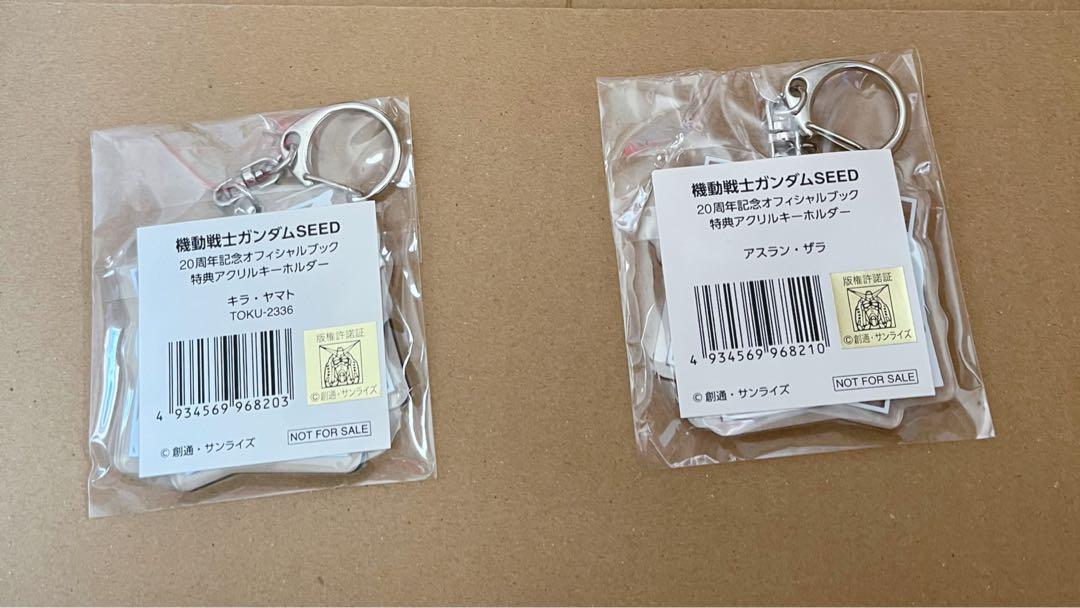 機動戦士ガンダムSEED
20周年記念オフィシャルブック
特典アクリルキーホルダー
キラ・ヤマト
TOKU-2336
版権許諾証
©創通・サンライズ
4 934569 968203
©創通・サンライズ
NOT FOR SALE
機動戦士ガンダムSEED
20周年記念オフィシャルブック
特典アクリルキーホルダー
アスラン・ザラ
版権許諾証
©創通・サンライズ
4 934569 968210
©創通・サンライズ
NOT FOR SALE